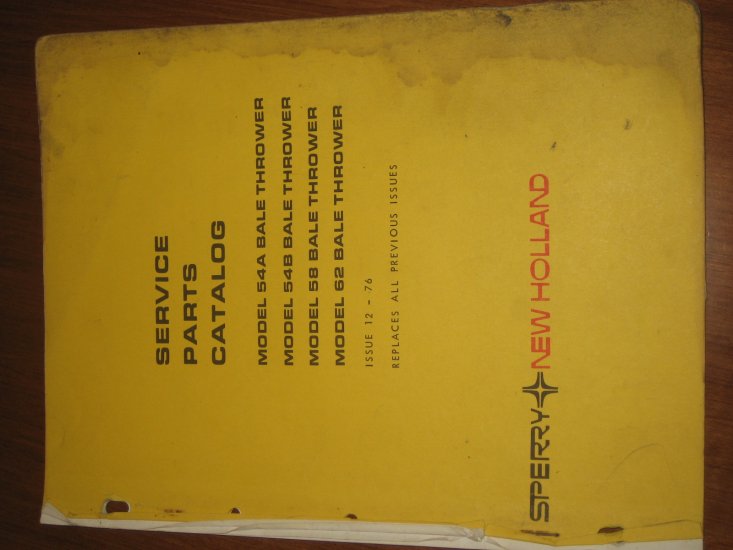 SERVICE
PARTS
CATALOG
MODEL 54A BALE THROWER
MODEL 54B BALE THROWER
MODEL 58 BALE THROWER
MODEL 62 BALE THROWER
ISSUE 12 - 76
REPLACES ALL PREVIOUS ISSUES
SPERRY NEW HOLLAND